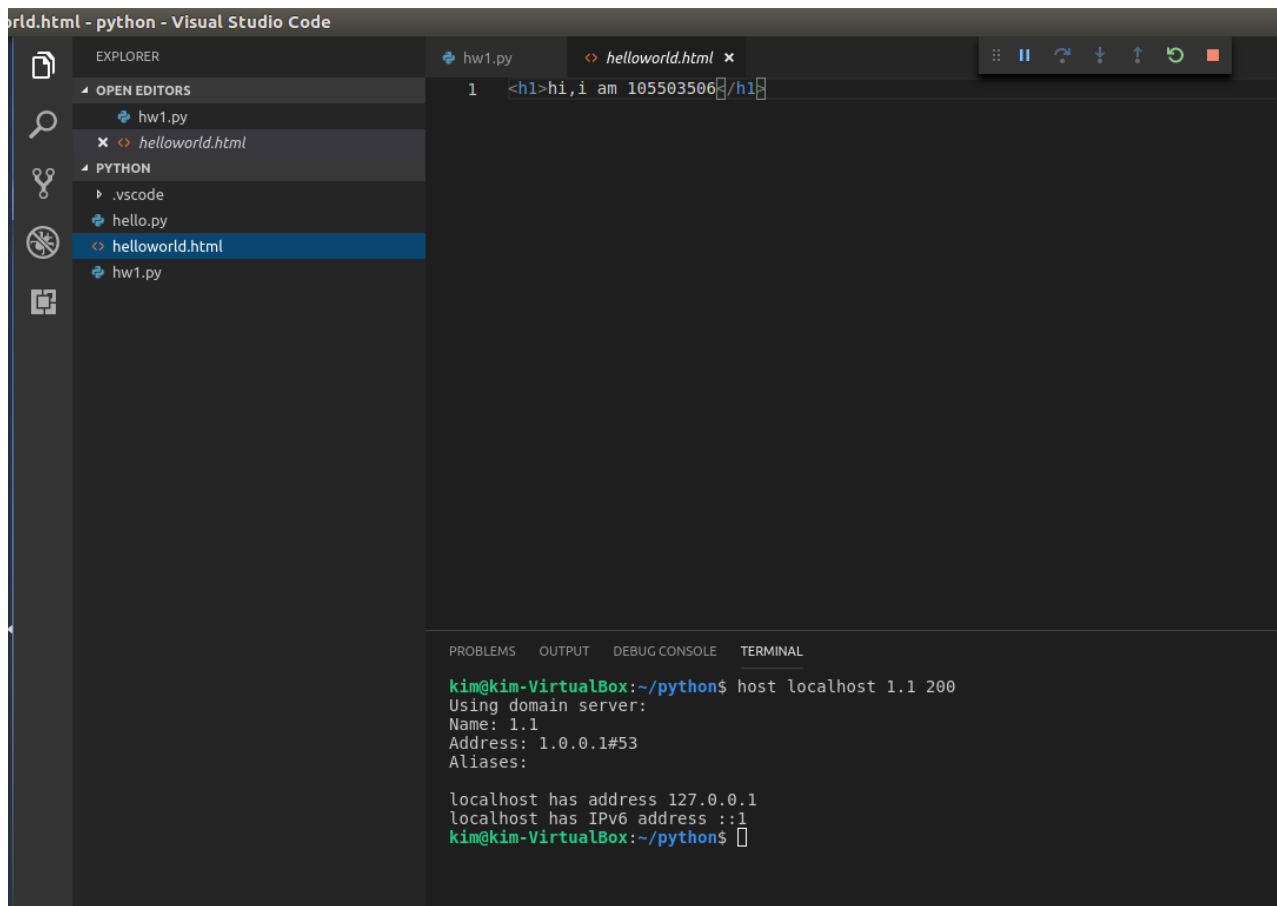 rld.html - python - Visual Studio Code
EXPLORER
OPEN EDITORS
hw1.py
helloworld.html
PYTHON
.vscode
hello.py
helloworld.html
hw1.py
hw1.py helloworld.html
1 <h1>hi,i am 105503506</h1>
PROBLEMS OUTPUT DEBUG CONSOLE TERMINAL
kim@kim-VirtualBox:~/python$ host localhost 1.1 200
Using domain server:
Name: 1.1
Address: 1.0.0.1#53
Aliases:
localhost has address 127.0.0.1
localhost has IPv6 address ::1
kim@kim-VirtualBox:~/python$